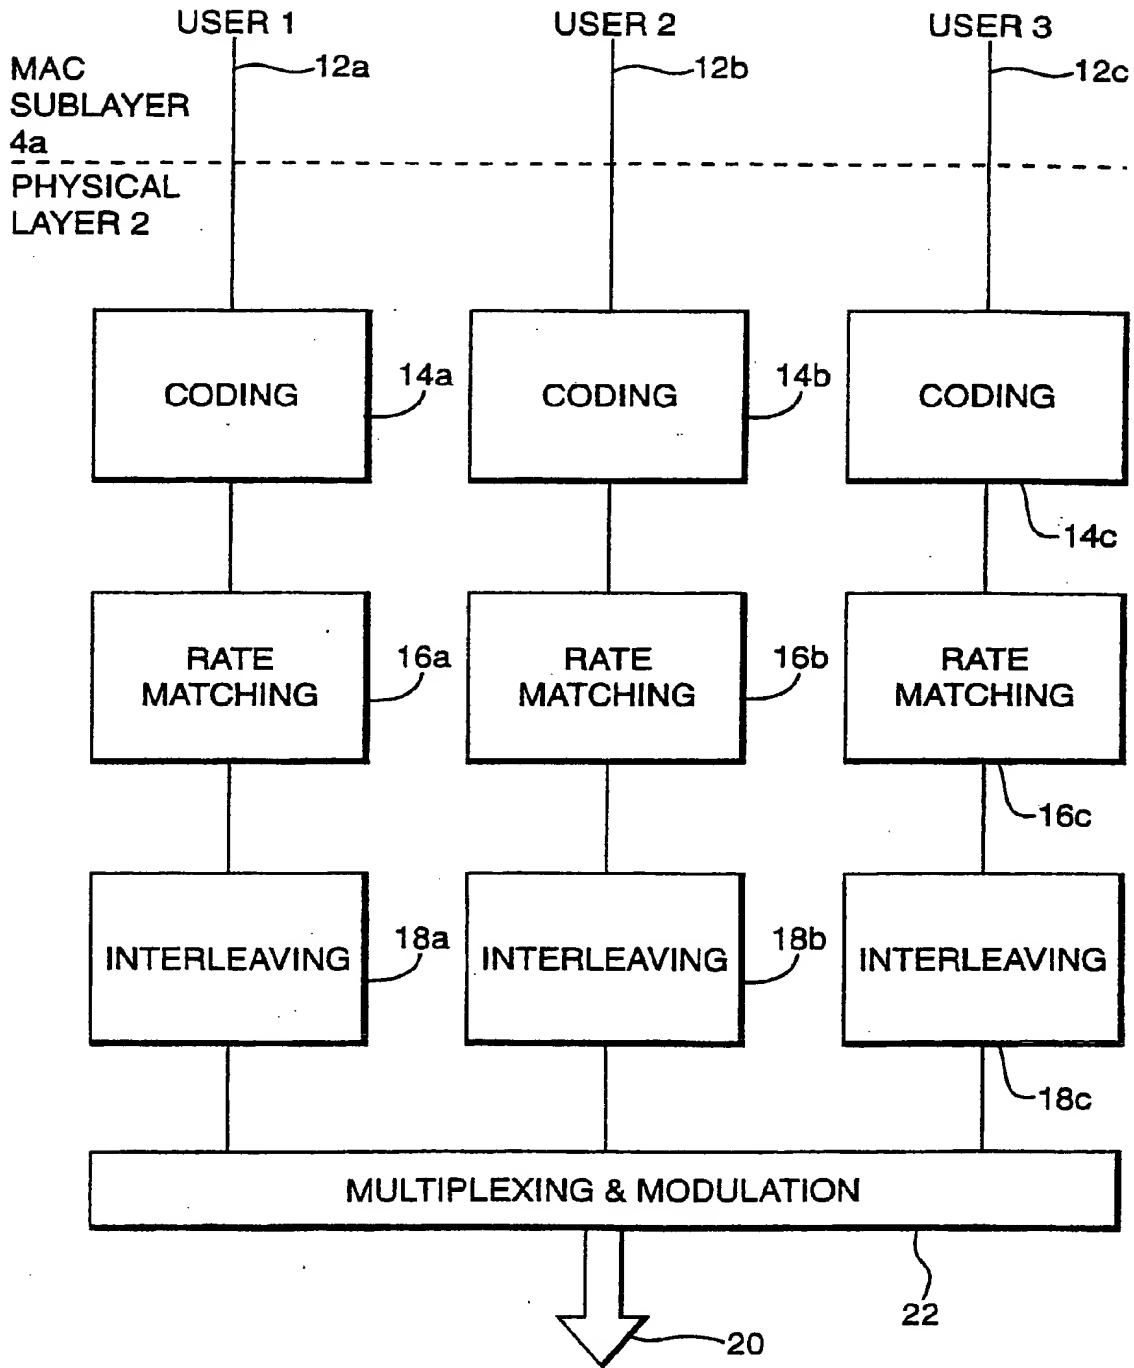 USER 1
USER 2
USER 3
12a
12b
12c
MAC
SUBLAYER
4a
PHYSICAL
LAYER 2
CODING
14a
CODING
14b
CODING
14c
RATE
MATCHING
16a
RATE
MATCHING
16b
RATE
MATCHING
16c
INTERLEAVING
18a
INTERLEAVING
18b
INTERLEAVING
18c
MULTIPLEXING & MODULATION
22
20